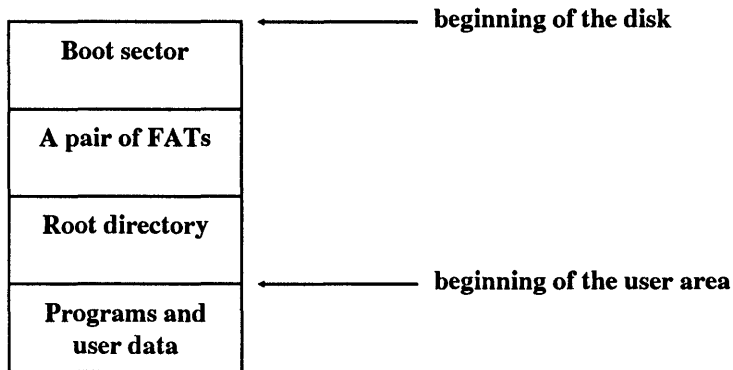 beginning of the disk
Boot sector
A pair of FATs
Root directory
beginning of the user area
Programs and
user data